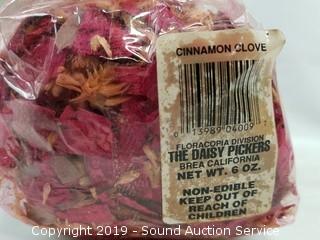 CINNAMON CLOVE
0 13989 04009
FLORACOPIA DIVISION
THE DAISY PICKERS
BREA CALIFORNIA
NET WT. 6 OZ.
NON-EDIBLE
KEEP OUT OF
REACH OF
CHILDREN
Copyright 2019 - Sound Auction Service